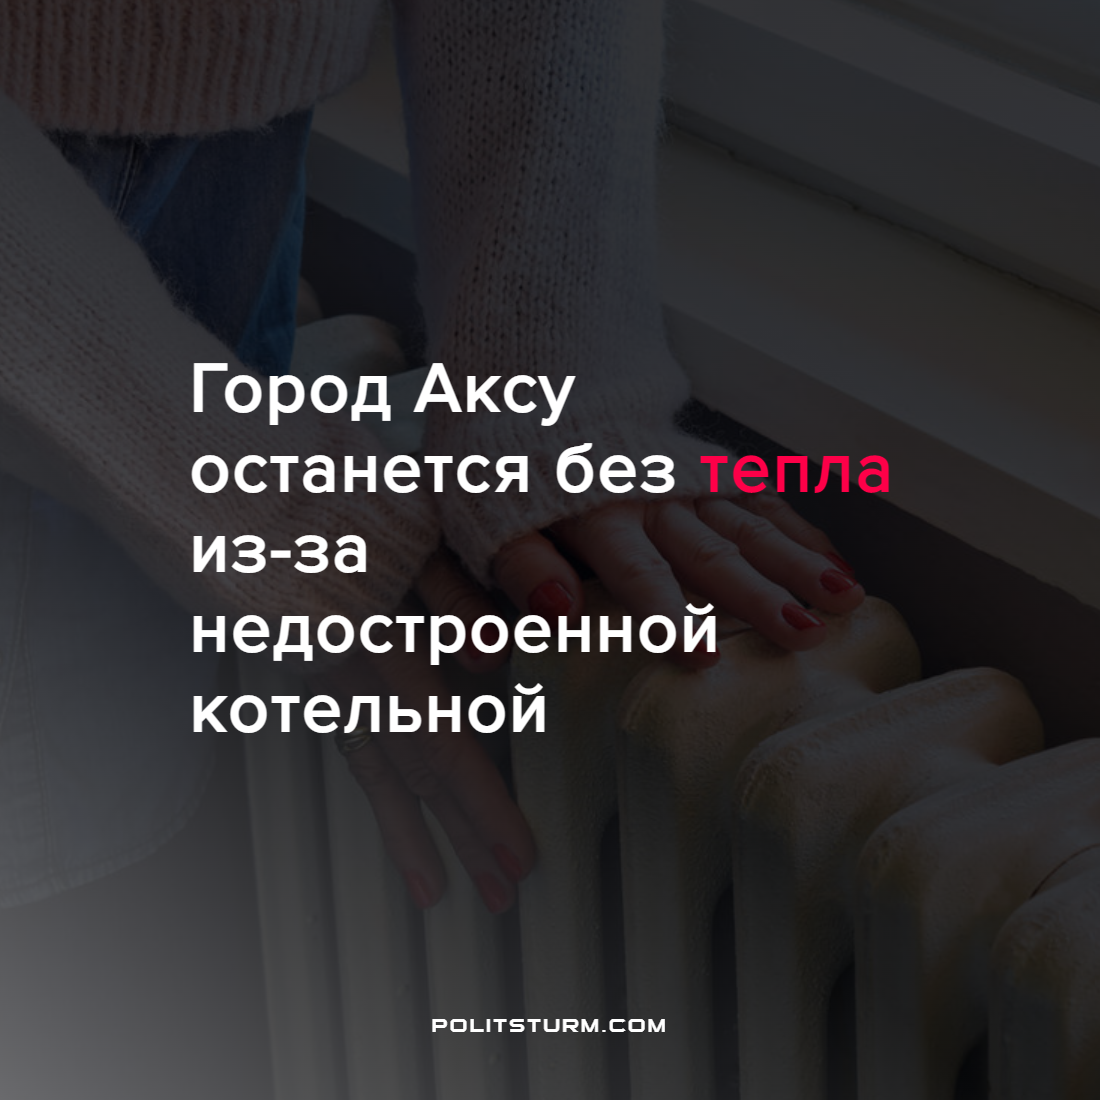 Город Аксу
останется без тепла
из-за
недостроенной
котельной
POLITSTURM.COM